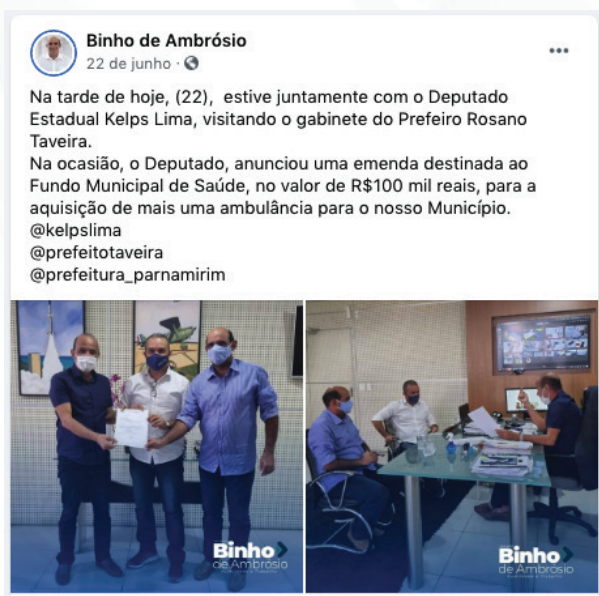 Binho de Ambrósio
22 de junho ·
Na tarde de hoje, (22), estive juntamente com o Deputado
Estadual Kelps Lima, visitando o gabinete do Prefeiro Rosano
Taveira.
Na ocasião, o Deputado, anunciou uma emenda destinada ao
Fundo Municipal de Saúde, no valor de R$100 mil reais, para a
aquisição de mais uma ambulância para o nosso Município.
@kelpslima
@prefeitotaveira
@prefeitura_parnamirim
Binho
de Ambrósio
Binho
de Ambrósio